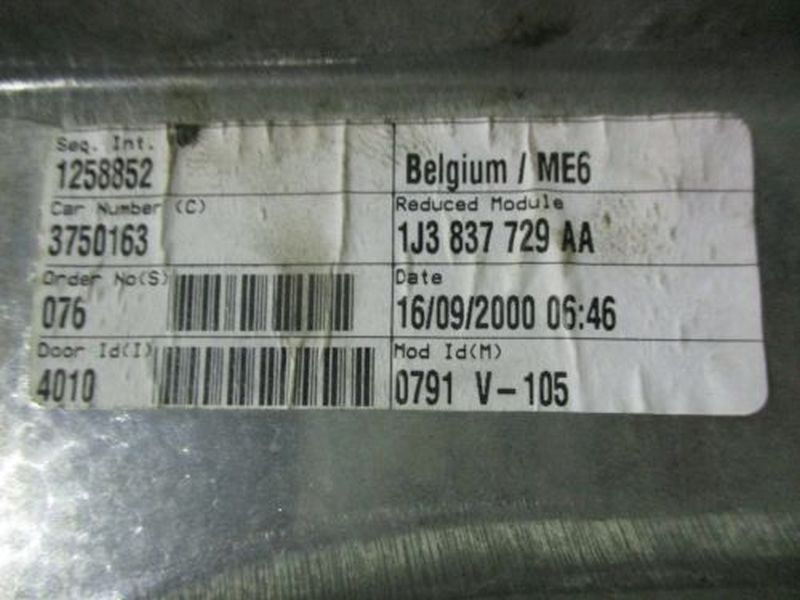 Seq. Int.
1258852
Belgium / ME6
Car Number (C)
3750163
Reduced Module
1J3 837 729 AA
Order No(S)
076
Date
16/09/2000 06:46
Door Id(I)
4010
Mod Id(M)
0791 V-105